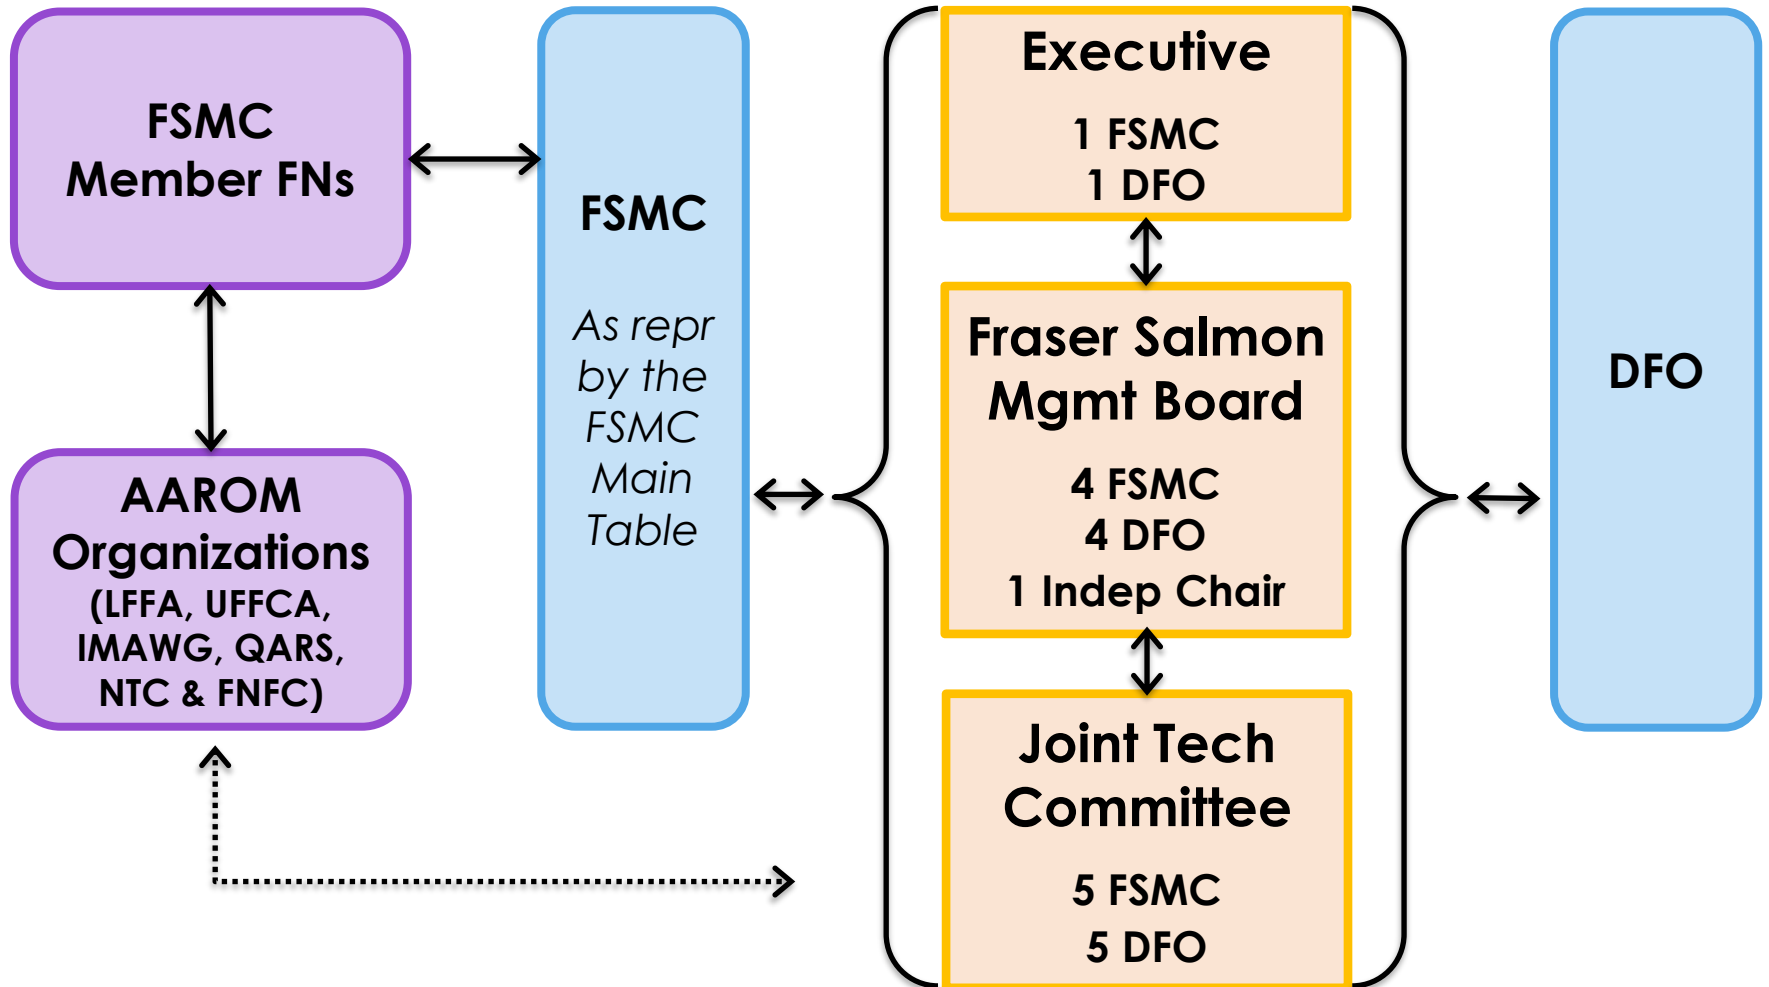 FSMC
Member FNs
AAROM
Organizations
(LFFA, UFFCA,
IMAWG, QARS,
NTC & FNFC)
FSMC
As repr
by the
FSMC
Main
Table
Executive
1 FSMC
1 DFO
Fraser Salmon
Mgmt Board
4 FSMC
4 DFO
1 Indep Chair
Joint Tech
Committee
5 FSMC
5 DFO
DFO